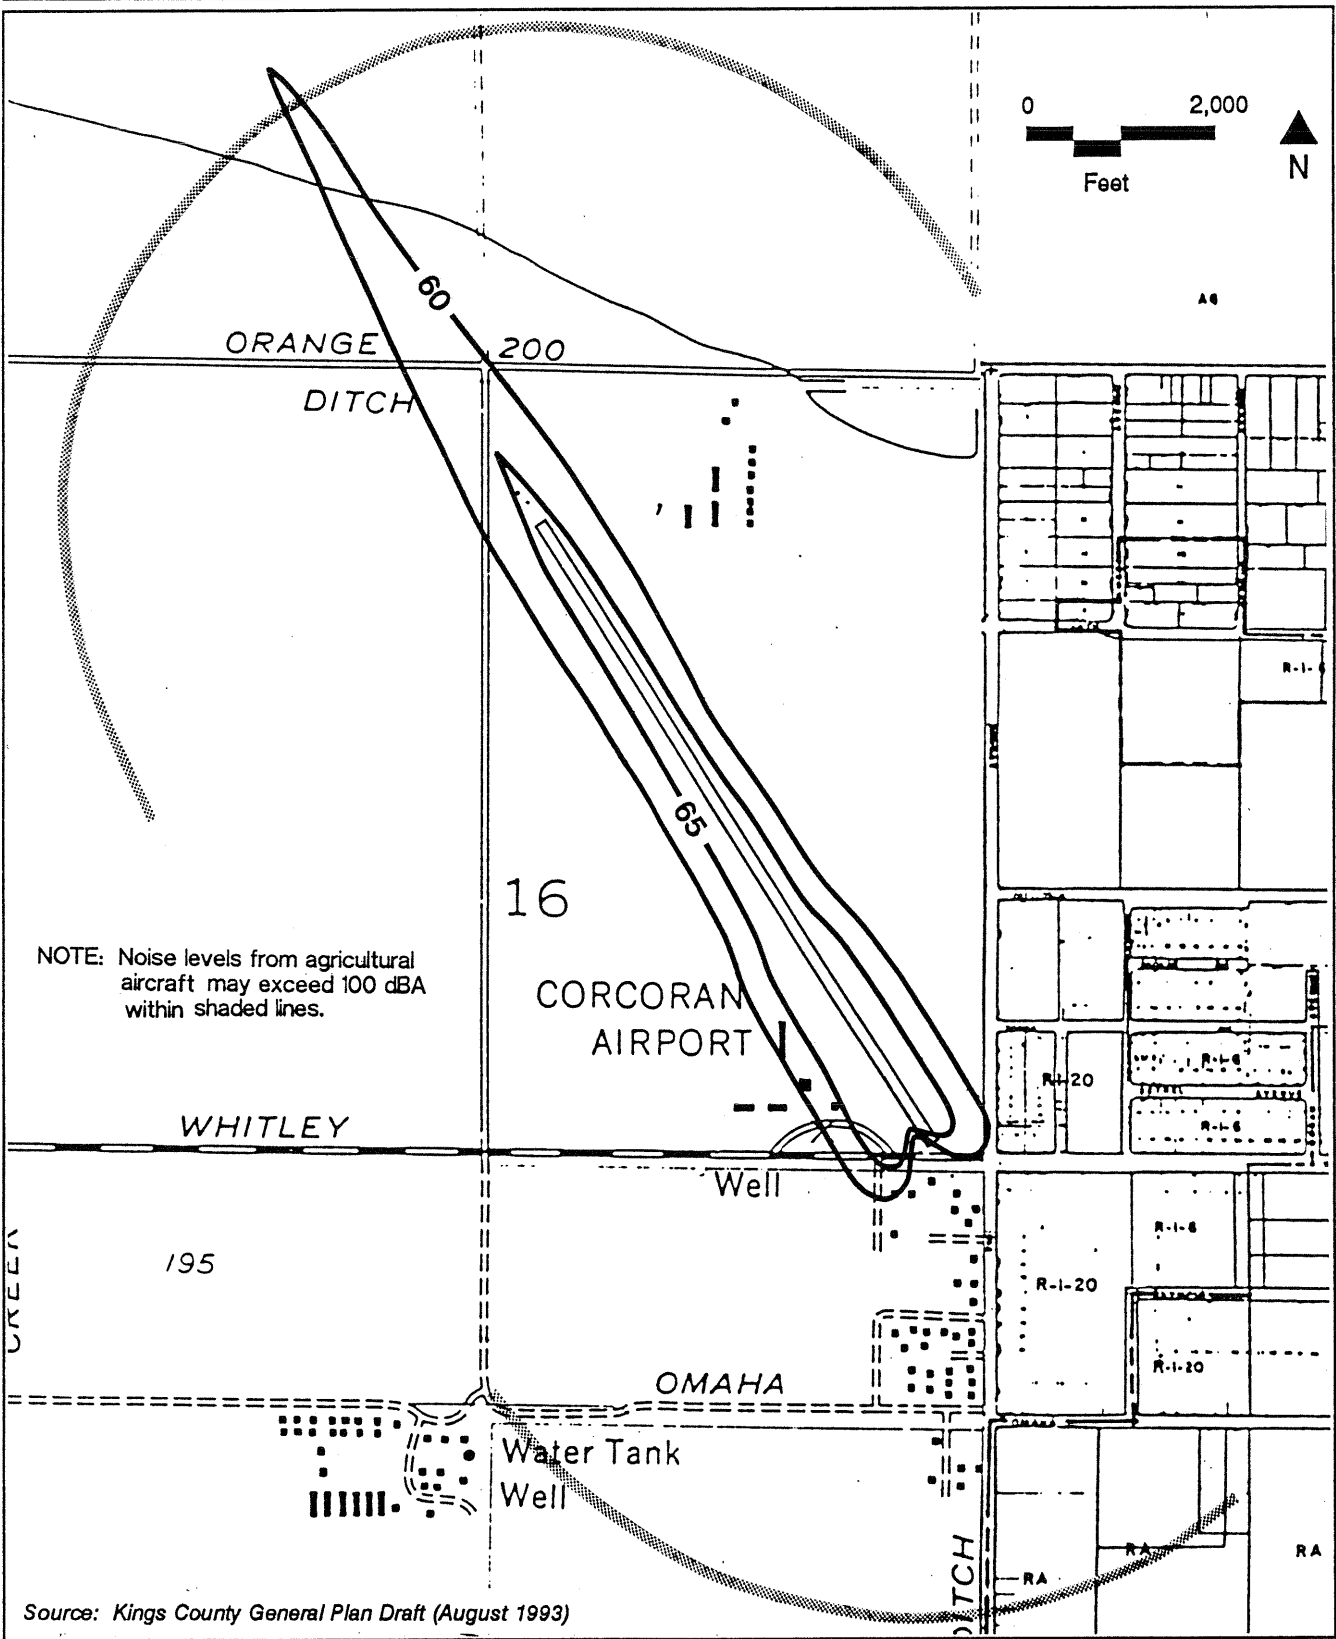 0 2,000
Feet
N
60
ORANGE
200
DITCH
R-1-6
65
16
NOTE: Noise levels from agricultural
aircraft may exceed 100 dBA
within shaded lines.
CORCORAN
AIRPORT
R-1-20
R-1-6
R-1-6
WHITLEY
Well
R-1-6
195
R-1-20
R-1-20
OMAHA
OMAHA
Water Tank
Well
RA
RA
RA
Source: Kings County General Plan Draft (August 1993)